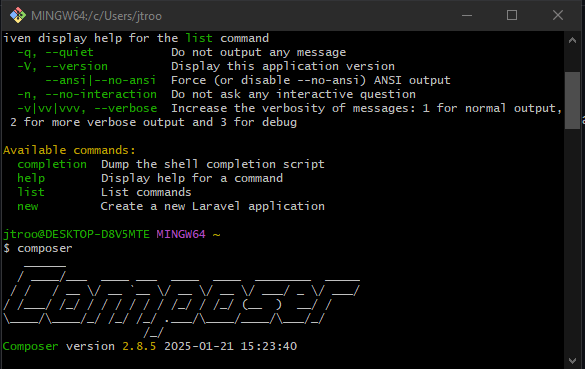 MINGW64:/c/Users/jtroo
iven display help for the list command
  -q, --quiet           Do not output any message
  -V, --version         Display this application version
      --ansi|--no-ansi  Force (or disable --no-ansi) ANSI output
  -n, --no-interaction  Do not ask any interactive question
  -v|vv|vvv, --verbose  Increase the verbosity of messages: 1 for normal output,
 2 for more verbose output and 3 for debug
Available commands:
  completion  Dump the shell completion script
  help        Display help for a command
  list        List commands
  new         Create a new Laravel application
jtroo@DESKTOP-D8V5MTE MINGW64 ~
$ composer
Composer
Composer version 2.8.5 2025-01-21 15:23:40